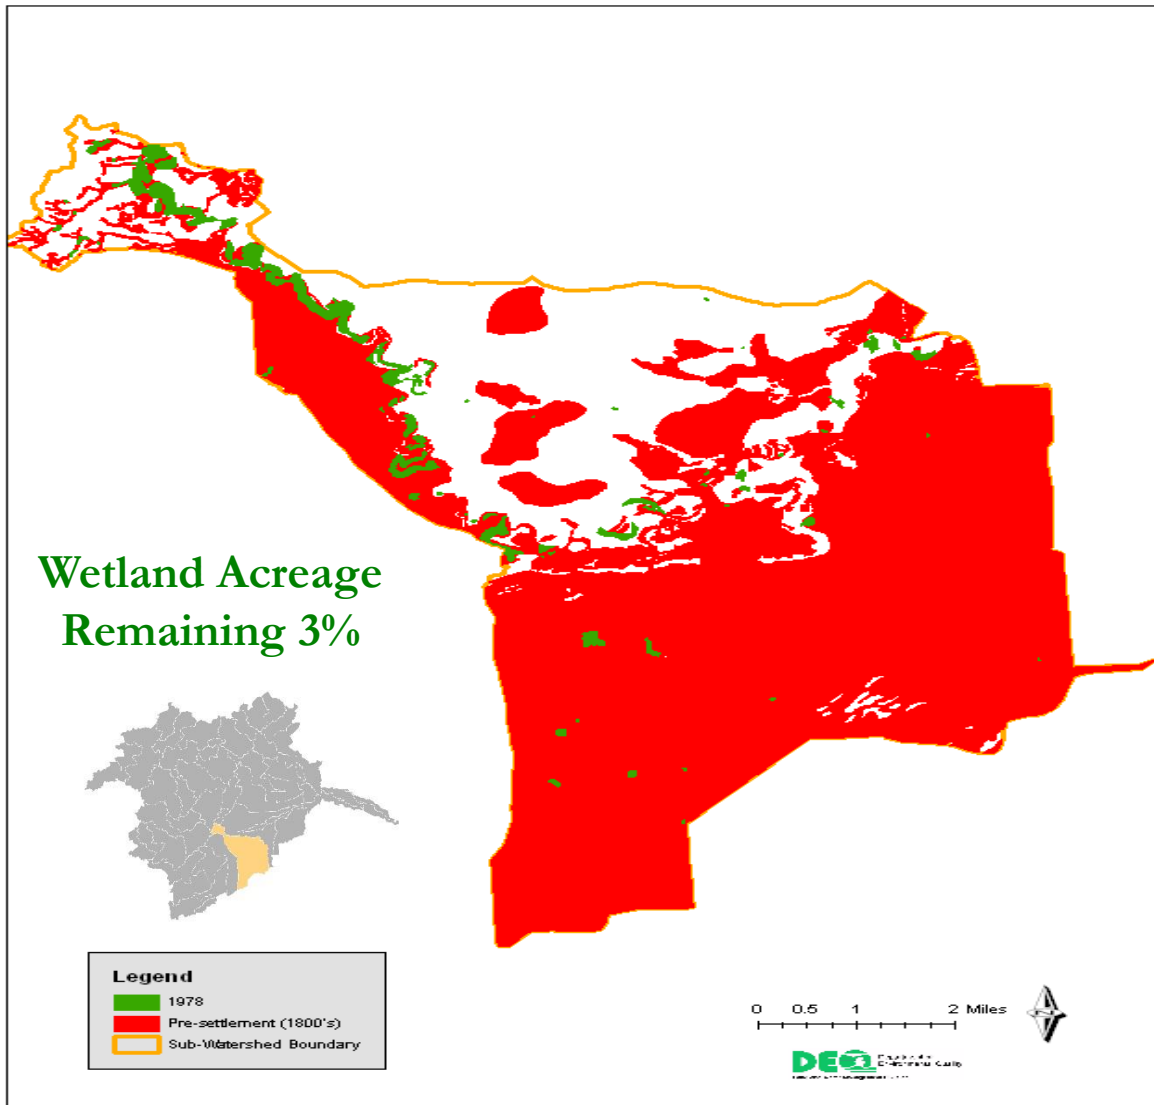 Wetland Acreage
Remaining 3%
Legend
1978
Pre-settlement (1800's)
Sub-Watershed Boundary
0 0.5 1 2 Miles
DEQ